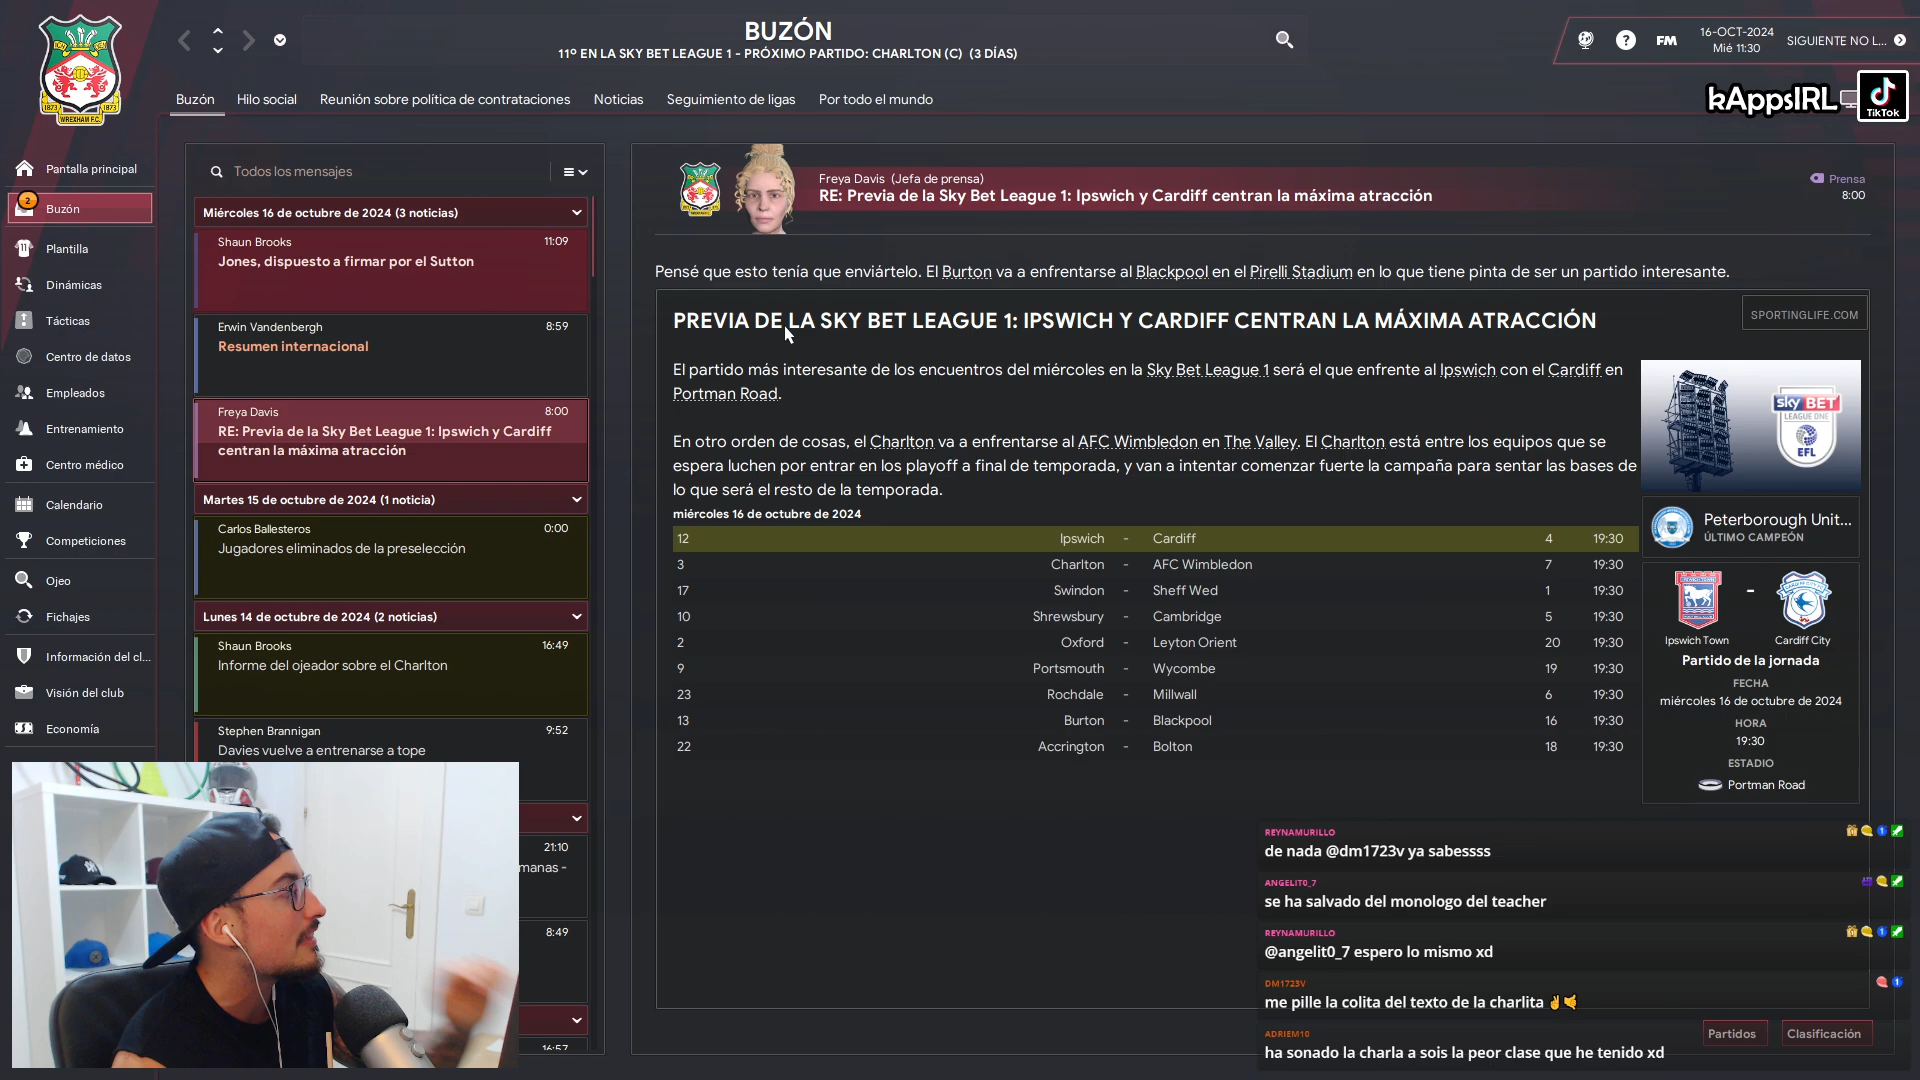 BUZÓN
11º EN LA SKY BET LEAGUE 1 - PRÓXIMO PARTIDO: CHARLTON (C) (3 DÍAS)
FM
16-OCT-2024
Mié 11:30
SIGUIENTE NO L...
WREXHAM F.C.
1873
1873
Buzón
Hilo social
Reunión sobre política de contrataciones
Noticias
Seguimiento de ligas
Por todo el mundo
kAppsIRL
TikTok
Pantalla principal
2
Buzón
Plantilla
Dinámicas
Tácticas
Centro de datos
Empleados
Entrenamiento
Centro médico
Calendario
Competiciones
Ojeo
Fichajes
Información del cl...
Visión del club
Economía
Todos los mensajes
Miércoles 16 de octubre de 2024 (3 noticias)
Shaun Brooks 11:09
Jones, dispuesto a firmar por el Sutton
Erwin Vandenbergh 8:59
Resumen internacional
Freya Davis 8:00
RE: Previa de la Sky Bet League 1: Ipswich y Cardiff
centran la máxima atracción
Martes 15 de octubre de 2024 (1 noticia)
Carlos Ballesteros 0:00
Jugadores eliminados de la preselección
Lunes 14 de octubre de 2024 (2 noticias)
Shaun Brooks 16:49
Informe del ojeador sobre el Charlton
Stephen Brannigan 9:52
Davies vuelve a entrenarse a tope
21:10
manas -
8:49
16:57
Freya Davis (Jefa de prensa)
RE: Previa de la Sky Bet League 1: Ipswich y Cardiff centran la máxima atracción
Prensa
8:00
Pensé que esto tenía que enviártelo. El Burton va a enfrentarse al Blackpool en el Pirelli Stadium en lo que tiene pinta de ser un partido interesante.
PREVIA DE LA SKY BET LEAGUE 1: IPSWICH Y CARDIFF CENTRAN LA MÁXIMA ATRACCIÓN
SPORTINGLIFE.COM
El partido más interesante de los encuentros del miércoles en la Sky Bet League 1 será el que enfrente al Ipswich con el Cardiff en
Portman Road.
En otro orden de cosas, el Charlton va a enfrentarse al AFC Wimbledon en The Valley. El Charlton está entre los equipos que se
espera luchen por entrar en los playoff a final de temporada, y van a intentar comenzar fuerte la campaña para sentar las bases de
lo que será el resto de la temporada.
miércoles 16 de octubre de 2024
12 Ipswich - Cardiff 4 19:30
3 Charlton - AFC Wimbledon 7 19:30
17 Swindon - Sheff Wed 1 19:30
10 Shrewsbury - Cambridge 5 19:30
2 Oxford - Leyton Orient 20 19:30
9 Portsmouth - Wycombe 19 19:30
23 Rochdale - Millwall 6 19:30
13 Burton - Blackpool 16 19:30
22 Accrington - Bolton 18 19:30
sky BET
LEAGUE ONE
EFL
Peterborough Unit...
ÚLTIMO CAMPEÓN
-
Ipswich Town
Cardiff City
Partido de la jornada
FECHA
miércoles 16 de octubre de 2024
HORA
19:30
ESTADIO
Portman Road
REYNAMURILLO
de nada @dm1723v ya sabessss
ANGELIT0_7
se ha salvado del monologo del teacher
REYNAMURILLO
@angelit0_7 espero lo mismo xd
DM1723V
me pille la colita del texto de la charlita ✌🤙
ADRIEM10
ha sonado la charla a sois la peor clase que he tenido xd
Partidos
Clasificación